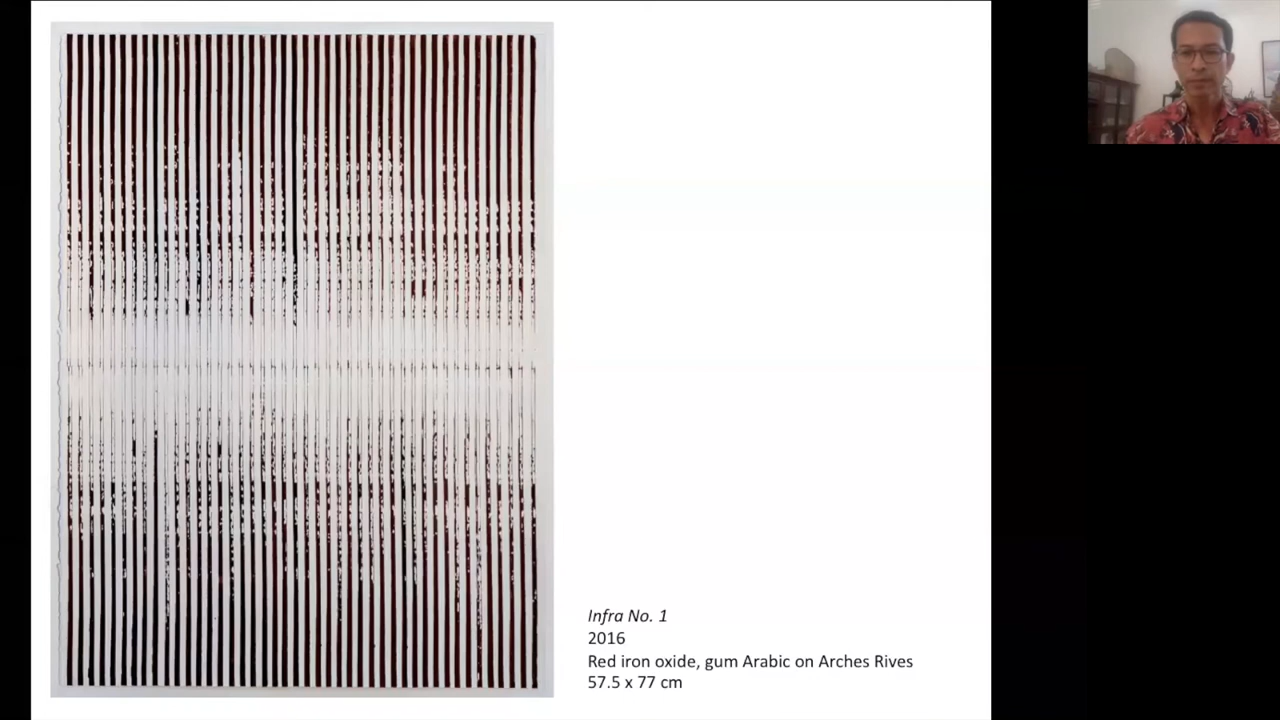 Infra No. 1
2016
Red iron oxide, gum Arabic on Arches Rives
57.5 x 77 cm